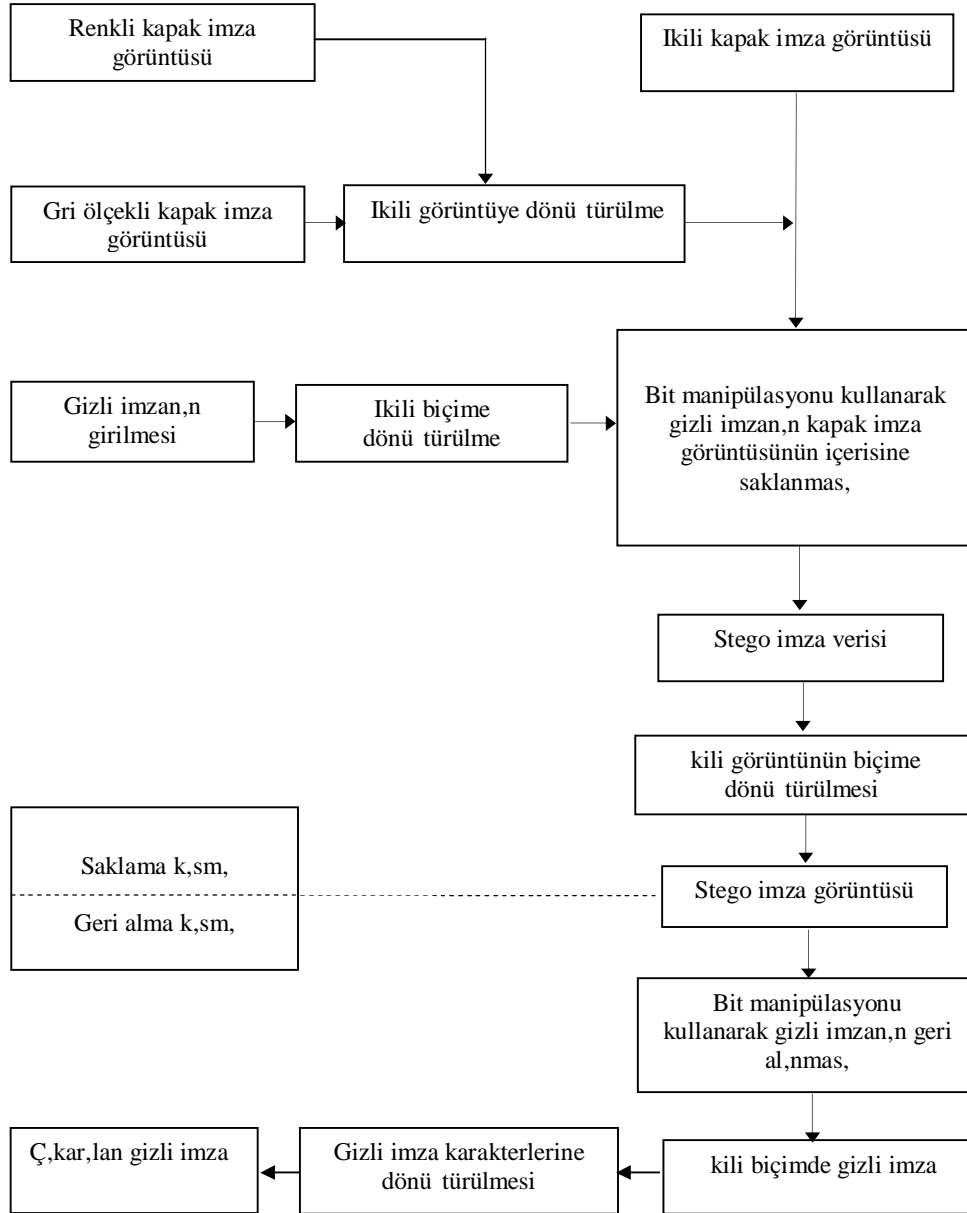 Renkli kapak imza
görüntüsü
Ikili kapak imza görüntüsü
Gri ölçekli kapak imza
görüntüsü
Ikili görüntüye dönü türülme
Gizli imzan,n
girilmesi
Ikili biçime
dönü türülme
Bit manipülasyonu kullanarak
gizli imzan,n kapak imza
görüntüsünün içerisine
saklanmas,
Stego imza verisi
kili görüntünün biçime
dönü türülmesi
Saklama k,sm,
Geri alma k,sm,
Stego imza görüntüsü
Bit manipülasyonu
kullanarak gizli imzan,n geri
al,nmas,
Ç,kar,lan gizli imza
Gizli imza karakterlerine
dönü türülmesi
kili biçimde gizli imza